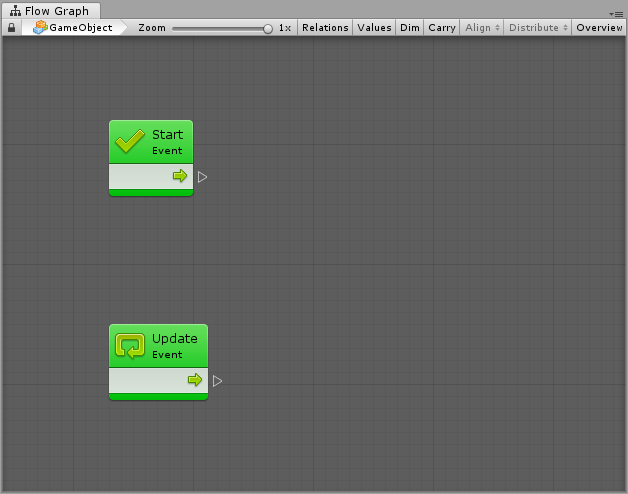 Flow Graph
GameObject Zoom 1x Relations Values Dim Carry Align Distribute Overview
Start
Event
Update
Event